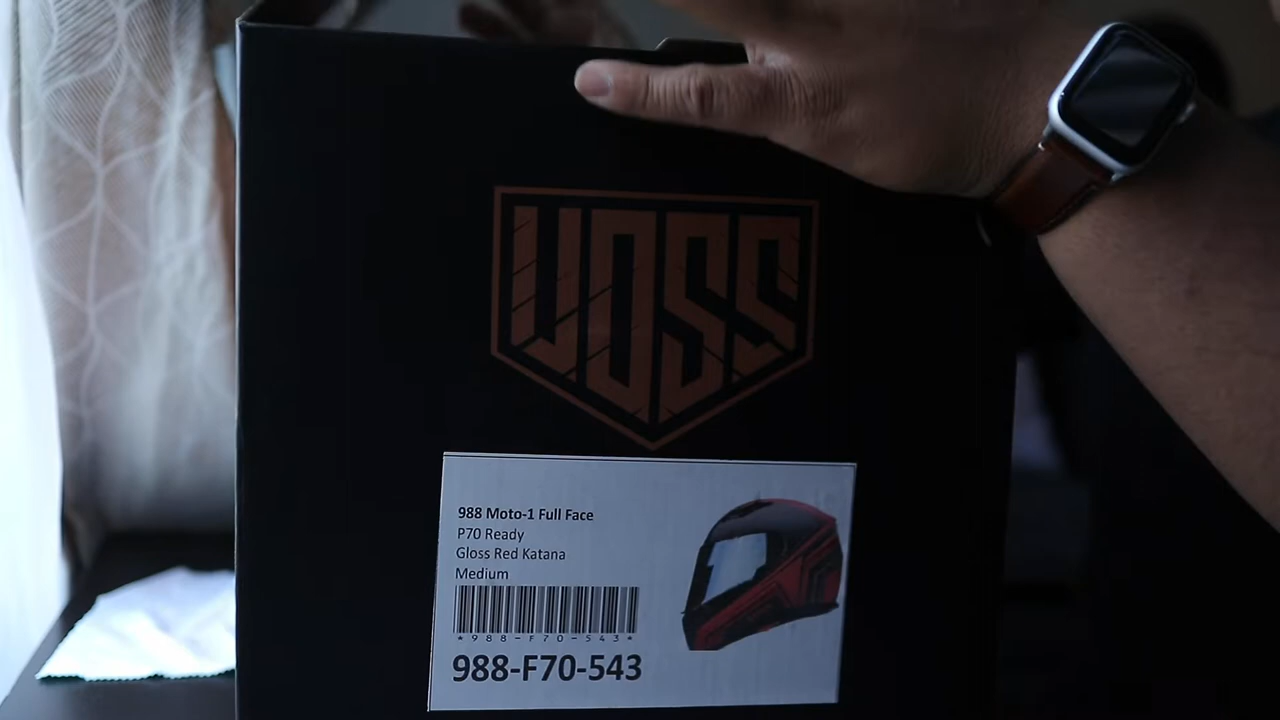 VOSS
988 Moto-1 Full Face
P70 Ready
Gloss Red Katana
Medium
*988-F70-543*
988-F70-543